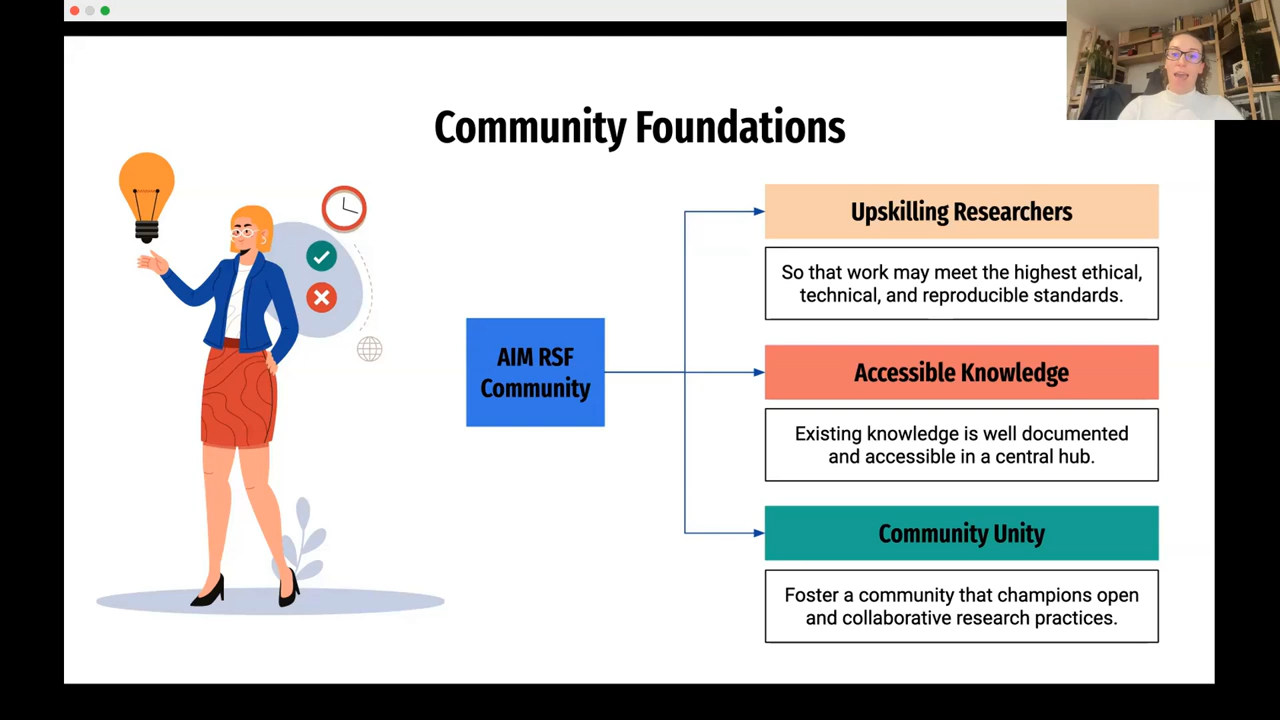 Community Foundations
AIM RSF
Community
Upskilling Researchers
So that work may meet the highest ethical,
technical, and reproducible standards.
Accessible Knowledge
Existing knowledge is well documented
and accessible in a central hub.
Community Unity
Foster a community that champions open
and collaborative research practices.